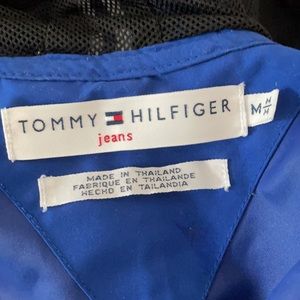 TOMMY HILFIGER
jeans
M
H
H
MADE IN THAILAND
FABRIQUE EN THAILANDE
HECHO EN TAILANDIA